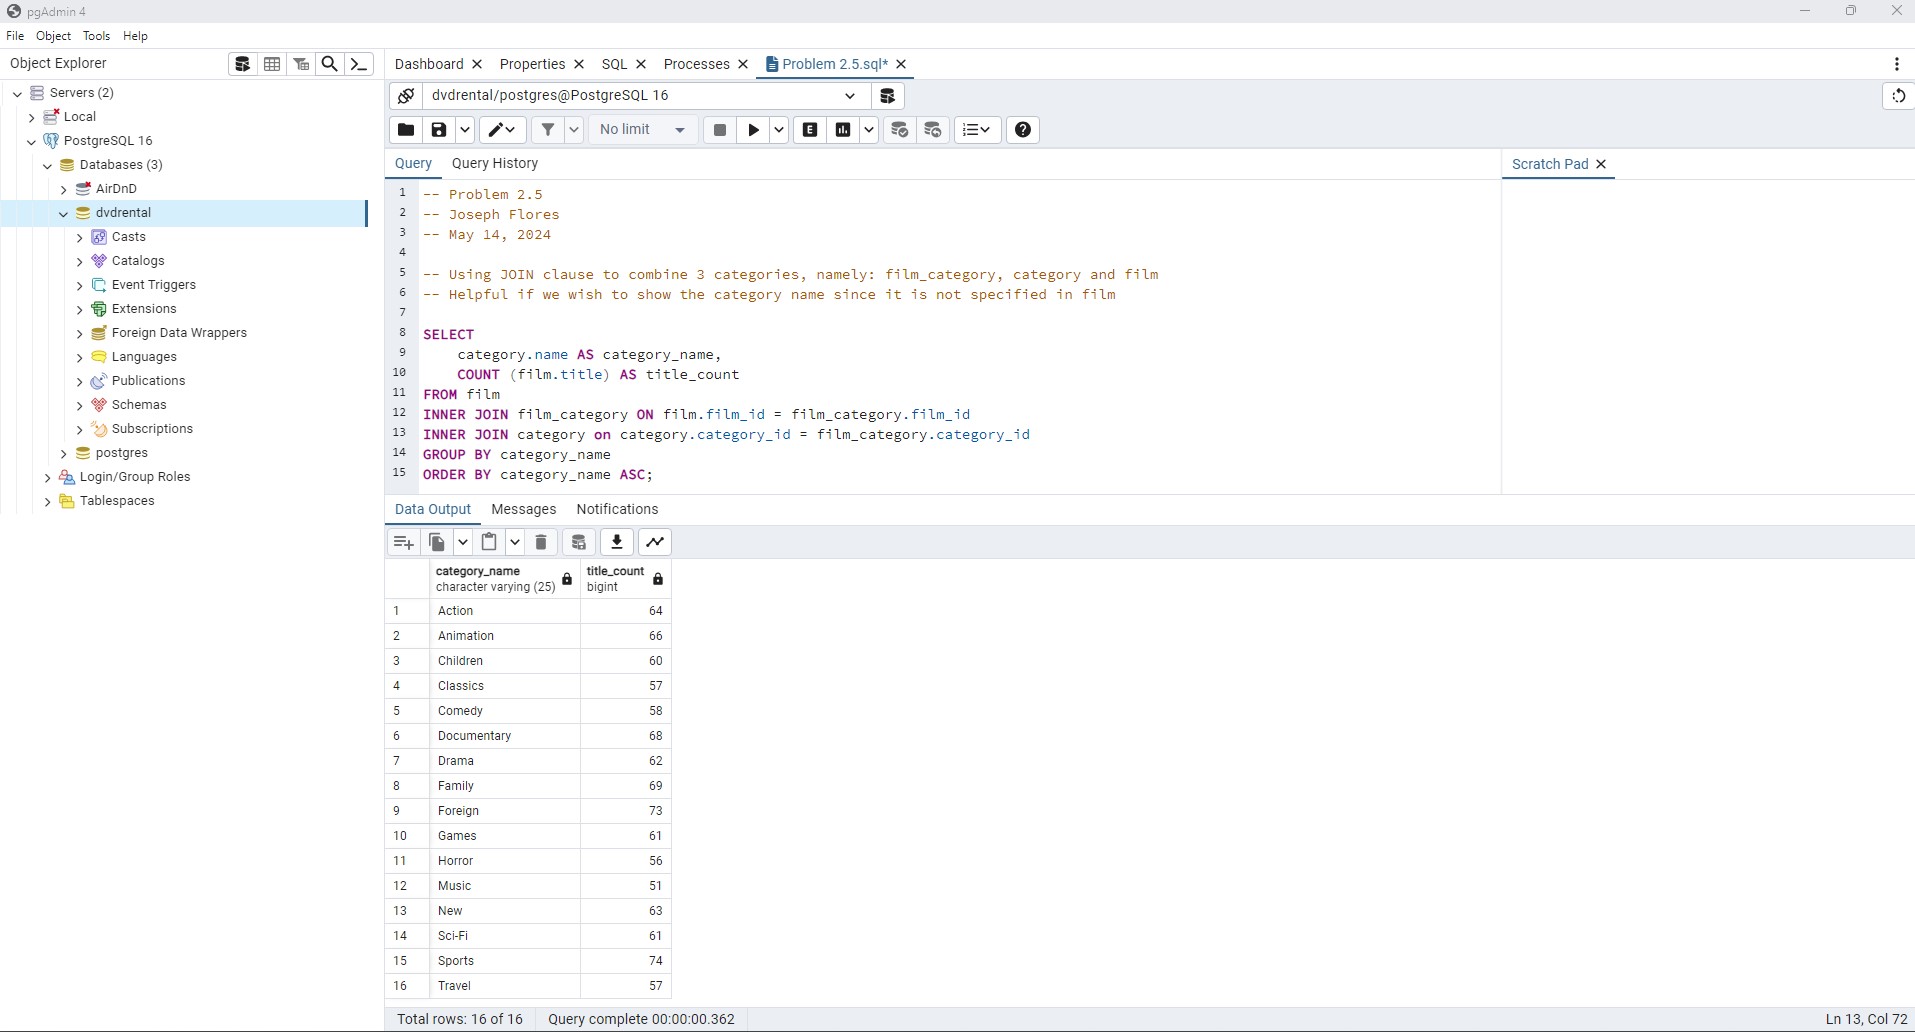 pgAdmin 4
File Object Tools Help
Object Explorer
Servers (2)
Local
PostgreSQL 16
Databases (3)
AirDnD
dvdrental
Casts
Catalogs
Event Triggers
Extensions
Foreign Data Wrappers
Languages
Publications
Schemas
Subscriptions
postgres
Login/Group Roles
Tablespaces
Dashboard Properties SQL Processes Problem 2.5.sql*
dvdrental/postgres@PostgreSQL 16
No limit
E
Query Query History
Scratch Pad
1 -- Problem 2.5
2 -- Joseph Flores
3 -- May 14, 2024
4
5 -- Using JOIN clause to combine 3 categories, namely: film_category, category and film
6 -- Helpful if we wish to show the category name since it is not specified in film
7
8 SELECT
9 category.name AS category_name,
10 COUNT (film.title) AS title_count
11 FROM film
12 INNER JOIN film_category ON film.film_id = film_category.film_id
13 INNER JOIN category on category.category_id = film_category.category_id
14 GROUP BY category_name
15 ORDER BY category_name ASC;
Data Output Messages Notifications
category_name title_count
character varying (25) bigint
1 Action 64
2 Animation 66
3 Children 60
4 Classics 57
5 Comedy 58
6 Documentary 68
7 Drama 62
8 Family 69
9 Foreign 73
10 Games 61
11 Horror 56
12 Music 51
13 New 63
14 Sci-Fi 61
15 Sports 74
16 Travel 57
Total rows: 16 of 16 Query complete 00:00:00.362 Ln 13, Col 72